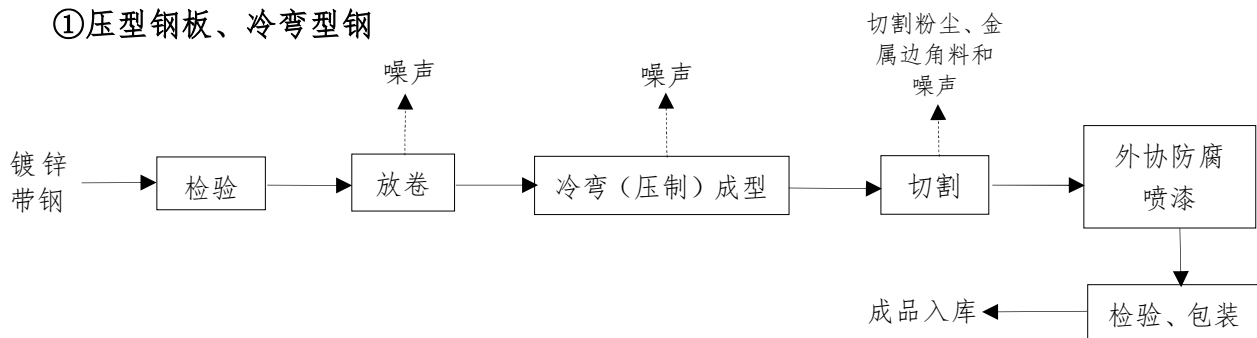 ①压型钢板、冷弯型钢
噪声
噪声
切割粉尘、金
属边角料和
噪声
镀锌
带钢
检验
放卷
冷弯（压制）成型
切割
外协防腐
喷漆
检验、包装
成品入库